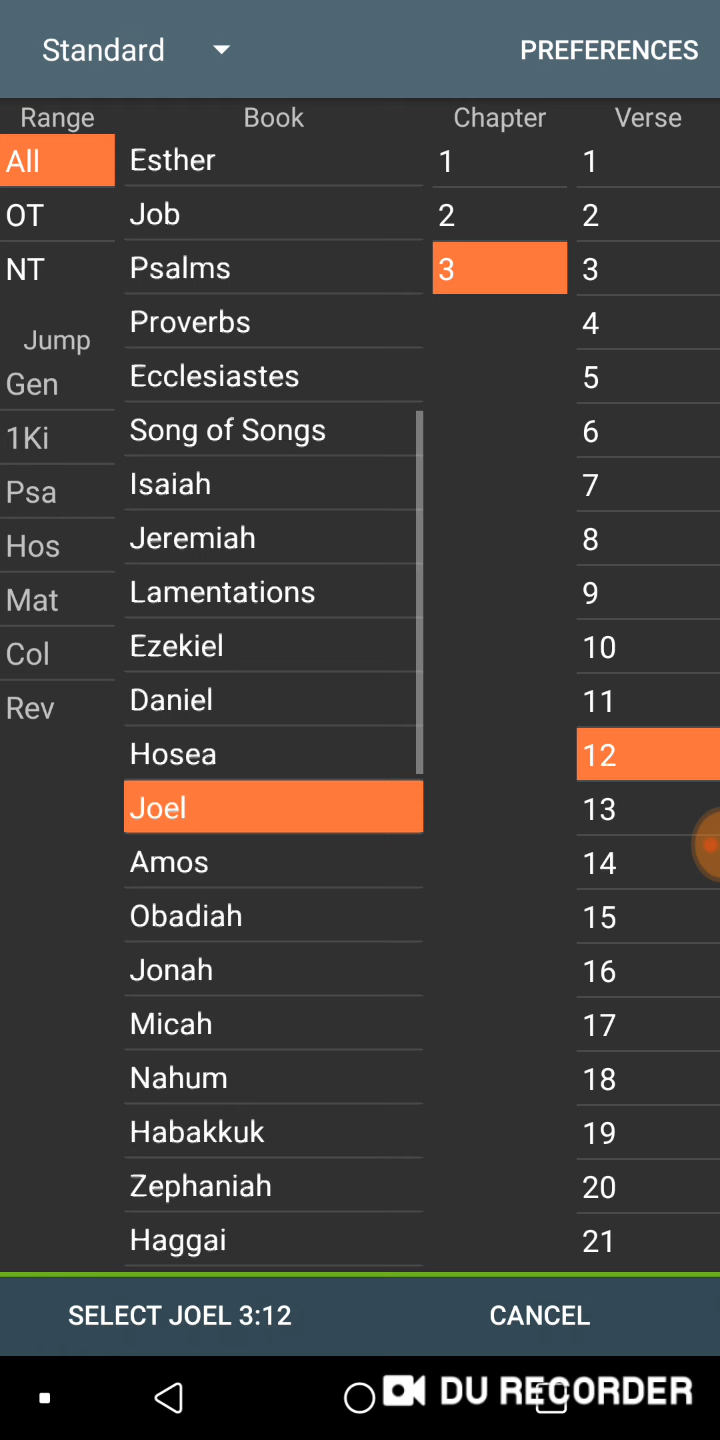 Standard
PREFERENCES
Range
Book
Chapter
Verse
All
OT
NT
Jump
Gen
1Ki
Psa
Hos
Mat
Col
Rev
Esther
Job
Psalms
Proverbs
Ecclesiastes
Song of Songs
Isaiah
Jeremiah
Lamentations
Ezekiel
Daniel
Hosea
Joel
Amos
Obadiah
Jonah
Micah
Nahum
Habakkuk
Zephaniah
Haggai
1
2
3
1
2
3
4
5
6
7
8
9
10
11
12
13
14
15
16
17
18
19
20
21
SELECT JOEL 3:12
CANCEL
DU RECORDER